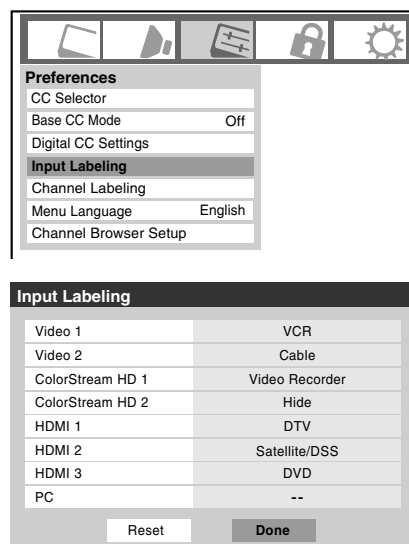 Preferences
CC Selector
Base CC Mode Off
Digital CC Settings
Input Labeling
Channel Labeling
Menu Language English
Channel Browser Setup
Input Labeling
Video 1 VCR
Video 2 Cable
ColorStream HD 1 Video Recorder
ColorStream HD 2 Hide
HDMI 1 DTV
HDMI 2 Satellite/DSS
HDMI 3 DVD
PC --
Reset Done